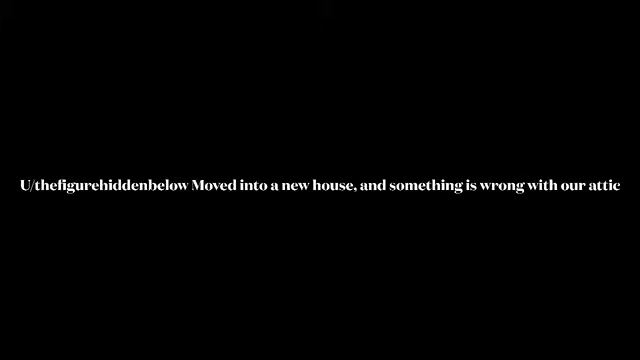 U/thefigurehiddenbelow Moved into a new house, and something is wrong with our attic